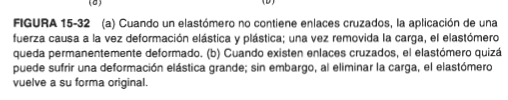 (a) (b)
FIGURA 15-32 (a) Cuando un elastómero no contiene enlaces cruzados, la aplicación de una
fuerza causa a la vez deformación elástica y plástica; una vez removida la carga, el elastómero
queda permanentemente deformado. (b) Cuando existen enlaces cruzados, el elastómero quizá
puede sufrir una deformación elástica grande; sin embargo, al eliminar la carga, el elastómero
vuelve a su forma original.